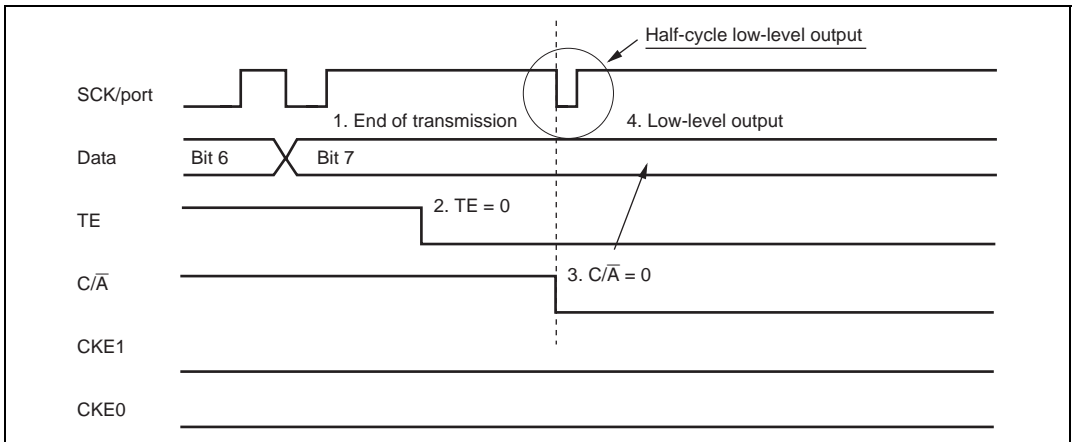 Half-cycle low-level output
SCK/port
1. End of transmission
4. Low-level output
Data
Bit 6
Bit 7
TE
2. TE = 0
C/A̅
3. C/A̅ = 0
CKE1
CKE0